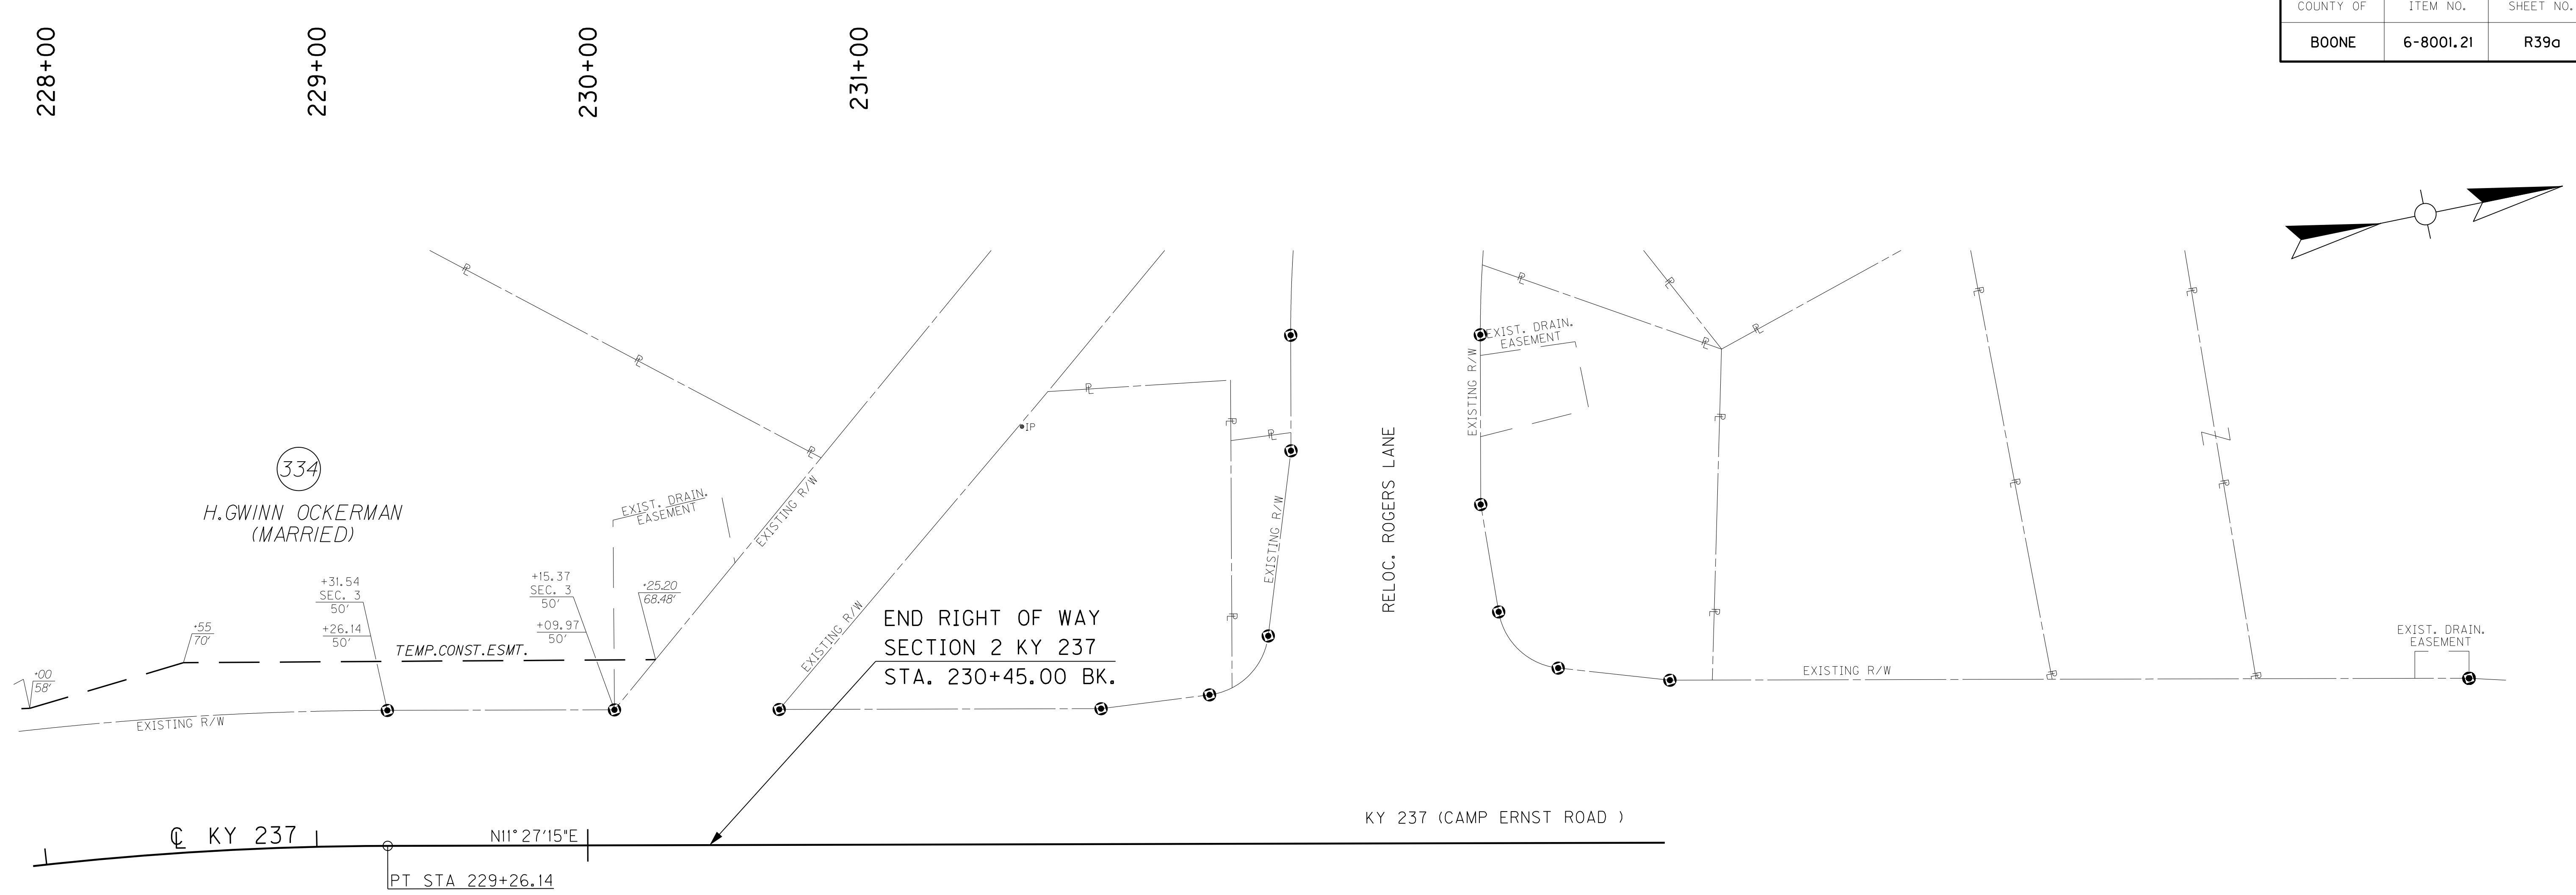 COUNTY OF ITEM NO. SHEET NO.
BOONE 6-8001.21 R39a
228+00 229+00 230+00 231+00
EXIST. DRAIN.
EASEMENT
EXISTING R/W
IP
RELOC. ROGERS LANE
334
H.GWINN OCKERMAN
(MARRIED)
EXIST. DRAIN.
EASEMENT
EXISTING R/W
EXISTING R/W
EXISTING R/W
+00
58'
+55
70'
+31.54
SEC. 3
50'
+26.14
50'
+15.37
SEC. 3
50'
+09.97
50'
+25.20
68.48'
TEMP.CONST.ESMT.
END RIGHT OF WAY
SECTION 2 KY 237
STA. 230+45.00 BK.
EXIST. DRAIN.
EASEMENT
EXISTING R/W
EXISTING R/W
KY 237 (CAMP ERNST ROAD )
℄ KY 237
N11°27'15"E
PT STA 229+26.14